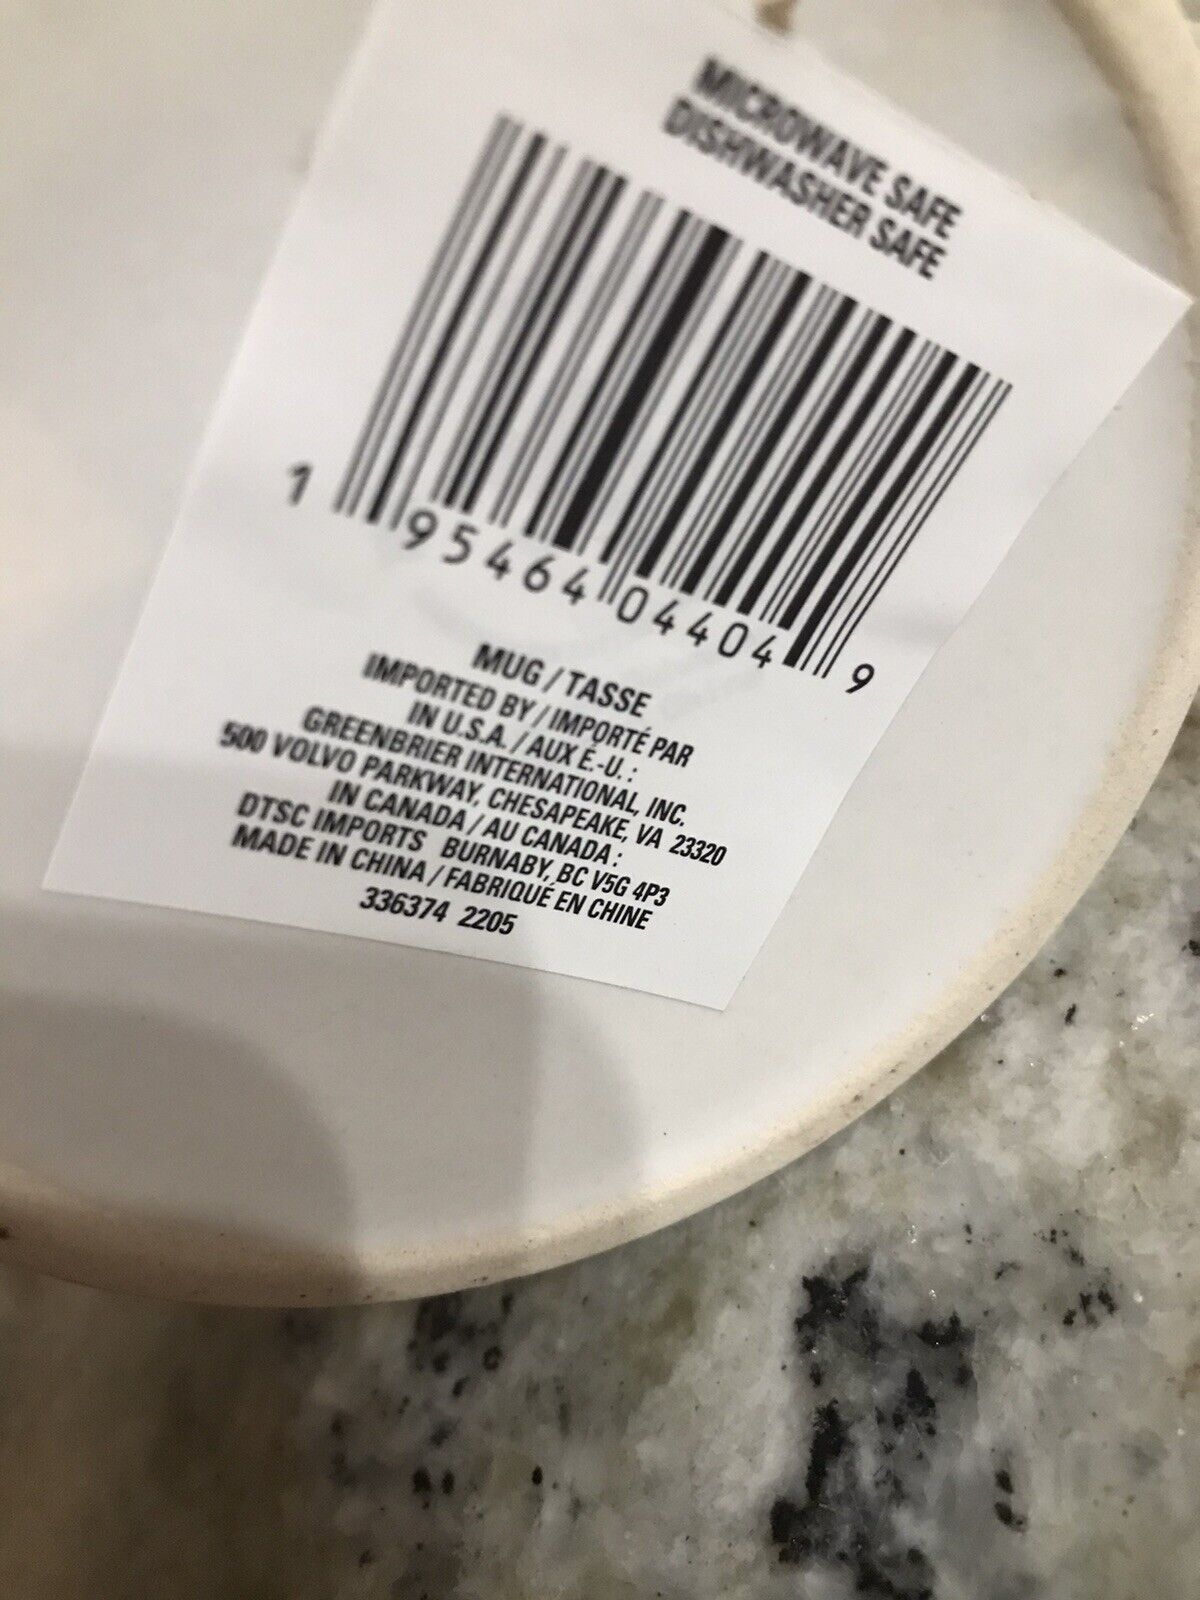 MICROWAVE SAFE
DISHWASHER SAFE
1 95464 04404 9
MUG / TASSE
IMPORTED BY / IMPORTÉ PAR
IN U.S.A. / AUX É.-U. :
GREENBRIER INTERNATIONAL, INC.
500 VOLVO PARKWAY, CHESAPEAKE, VA 23320
IN CANADA / AU CANADA :
DTSC IMPORTS BURNABY, BC V5G 4P3
MADE IN CHINA / FABRIQUÉ EN CHINE
336374 2205